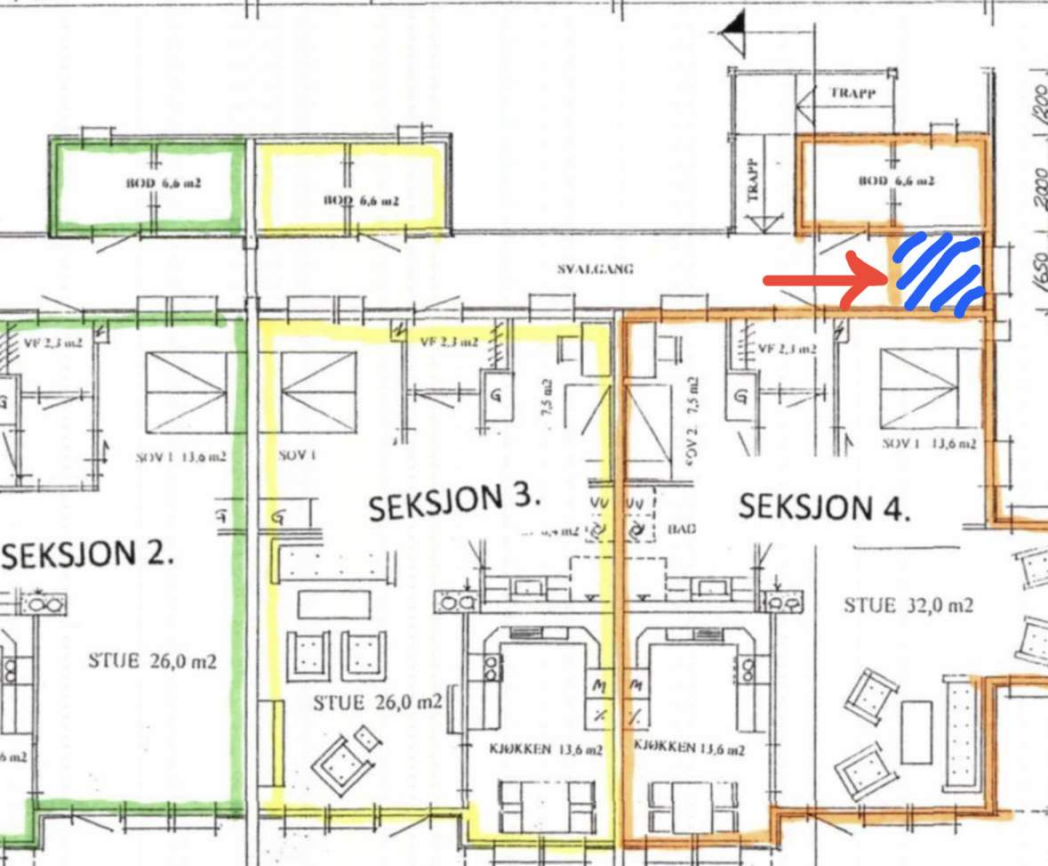 TRAPP
1200
TRAPP
BOD 6,6 m2
BOD 6,6 m2
BOD 6,6 m2
2000
SVALGANG
1650
VF 2,3 m2
VF 2,3 m2
VF 2,3 m2
G
G
7,5 m2
SOV 2. 7,5 m2
SOV 1 13,6 m2
SOV 1
SOV 1 13,6 m2
SEKSJON 3.
SEKSJON 4.
G
BAD
SEKSJON 2.
STUE 32,0 m2
STUE 26,0 m2
STUE 26,0 m2
M
M
KJØKKEN 13,6 m2
KJØKKEN 13,6 m2